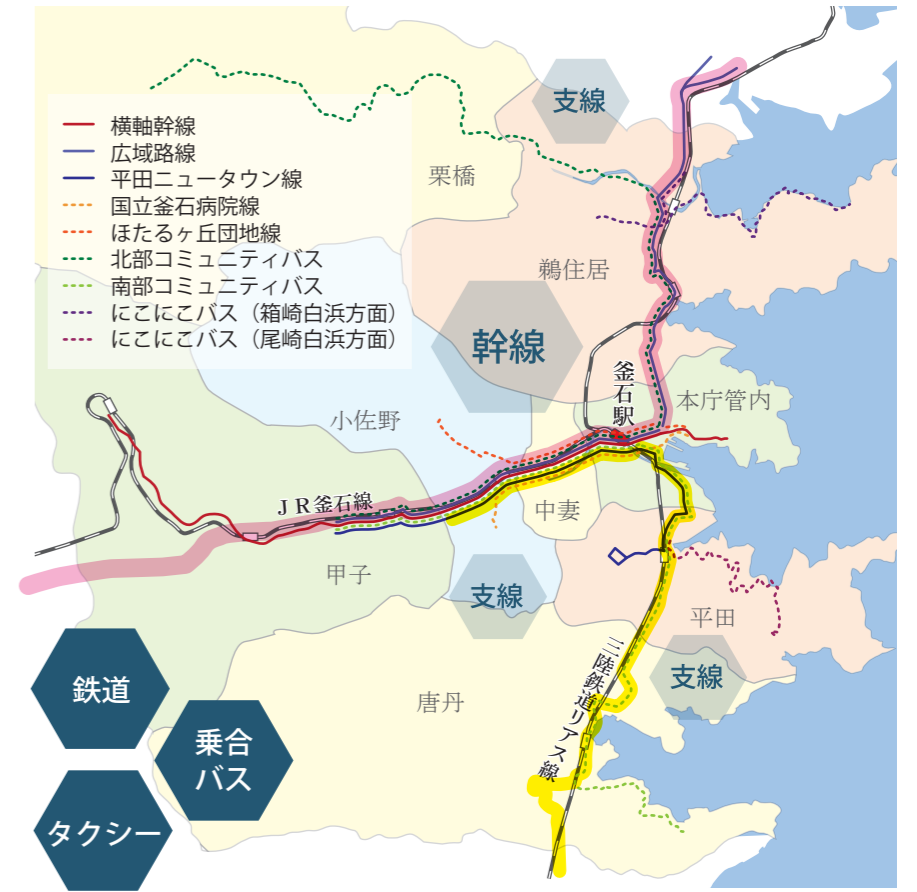 支線
横軸幹線
広域路線
平田ニュータウン線
国立釜石病院線
ほたるヶ丘団地線
北部コミュニティバス
南部コミュニティバス
にこにこバス（箱崎白浜方面）
にこにこバス（尾崎白浜方面）
栗橋
鵜住居
幹線
釜石駅
本庁管内
小佐野
JR釜石線
中妻
甲子
支線
平田
支線
三陸鉄道リアス線
唐丹
鉄道
乗合
バス
タクシー